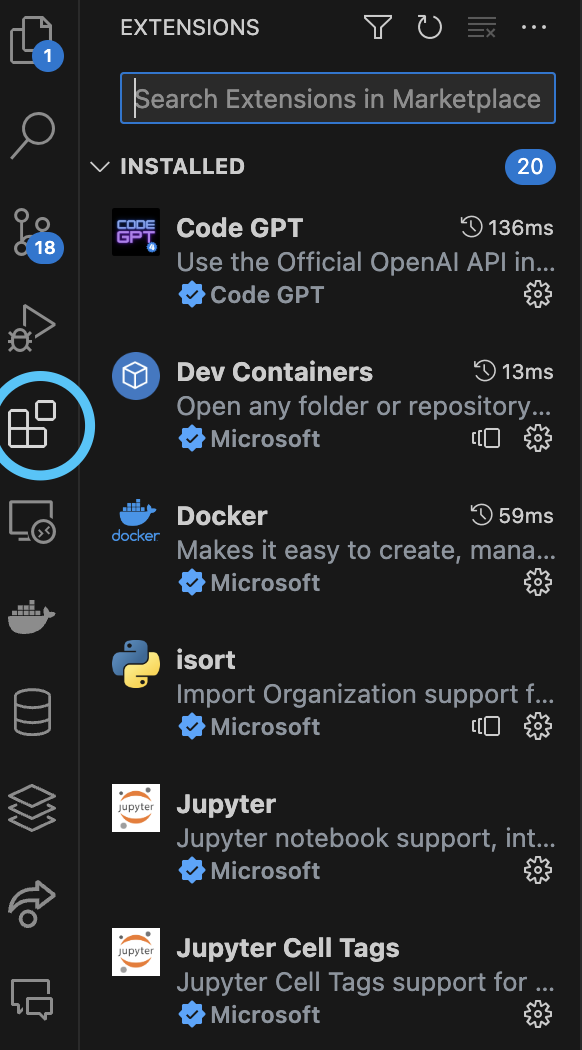 EXTENSIONS
1
Search Extensions in Marketplace
INSTALLED 20
18
CODE GPT 4
Code GPT 136ms
Use the Official OpenAI API in...
Code GPT
Dev Containers 13ms
Open any folder or repository...
Microsoft
docker
Docker 59ms
Makes it easy to create, mana...
Microsoft
isort
Import Organization support f...
Microsoft
jupyter
Jupyter
Jupyter notebook support, int...
Microsoft
jupyter
Jupyter Cell Tags
Jupyter Cell Tags support for ...
Microsoft